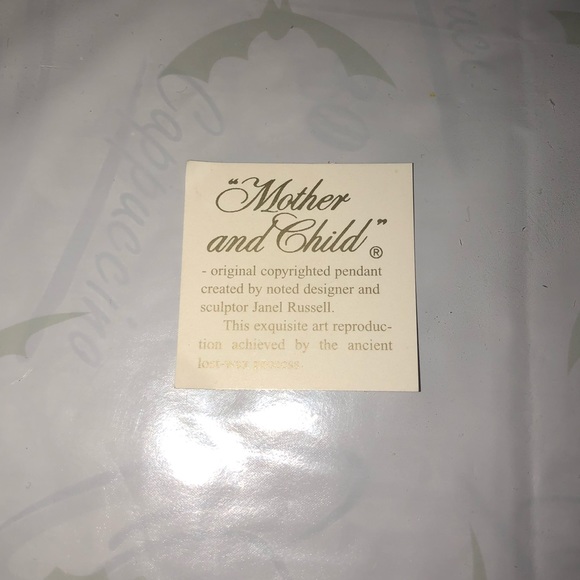 Cappuccino
"Mother
and Child"®
- original copyrighted pendant
created by noted designer and
sculptor Janel Russell.
This exquisite art reproduc-
tion achieved by the ancient
lost-wax process.